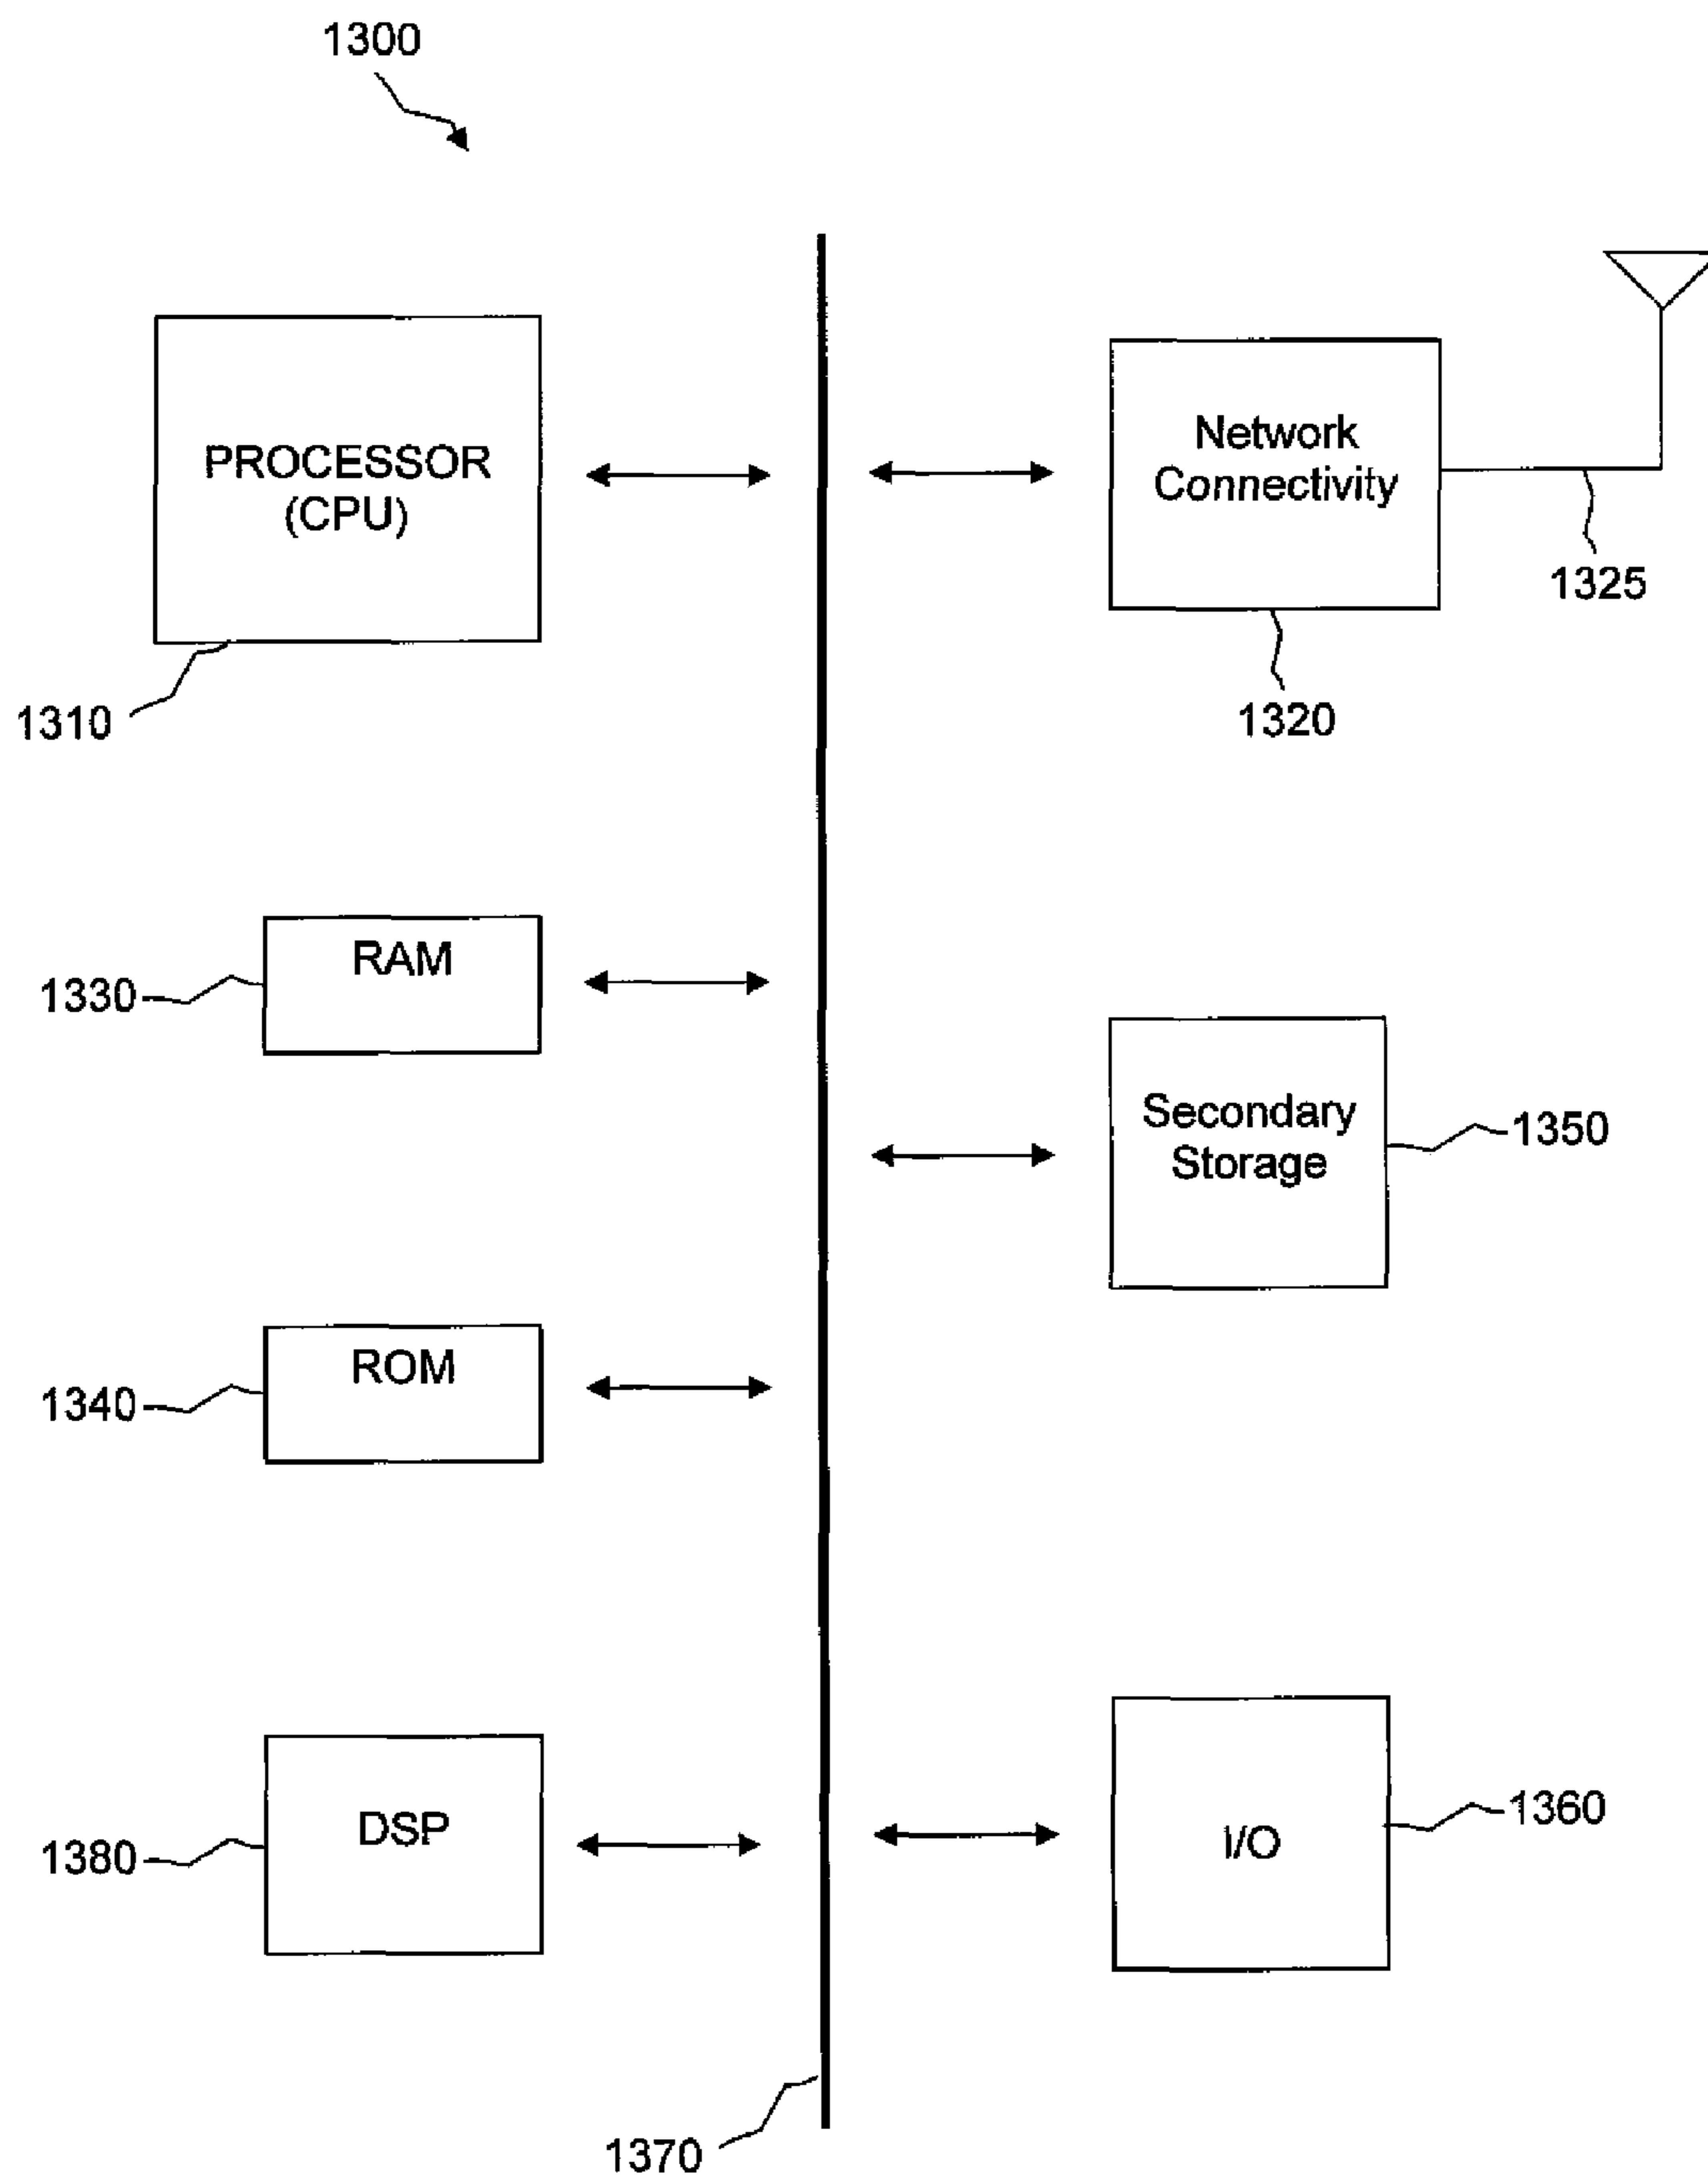 1300
PROCESSOR
(CPU)
1310
Network
Connectivity
1325
1320
RAM
1330
Secondary
Storage
1350
ROM
1340
DSP
1380
I/O
1360
1370